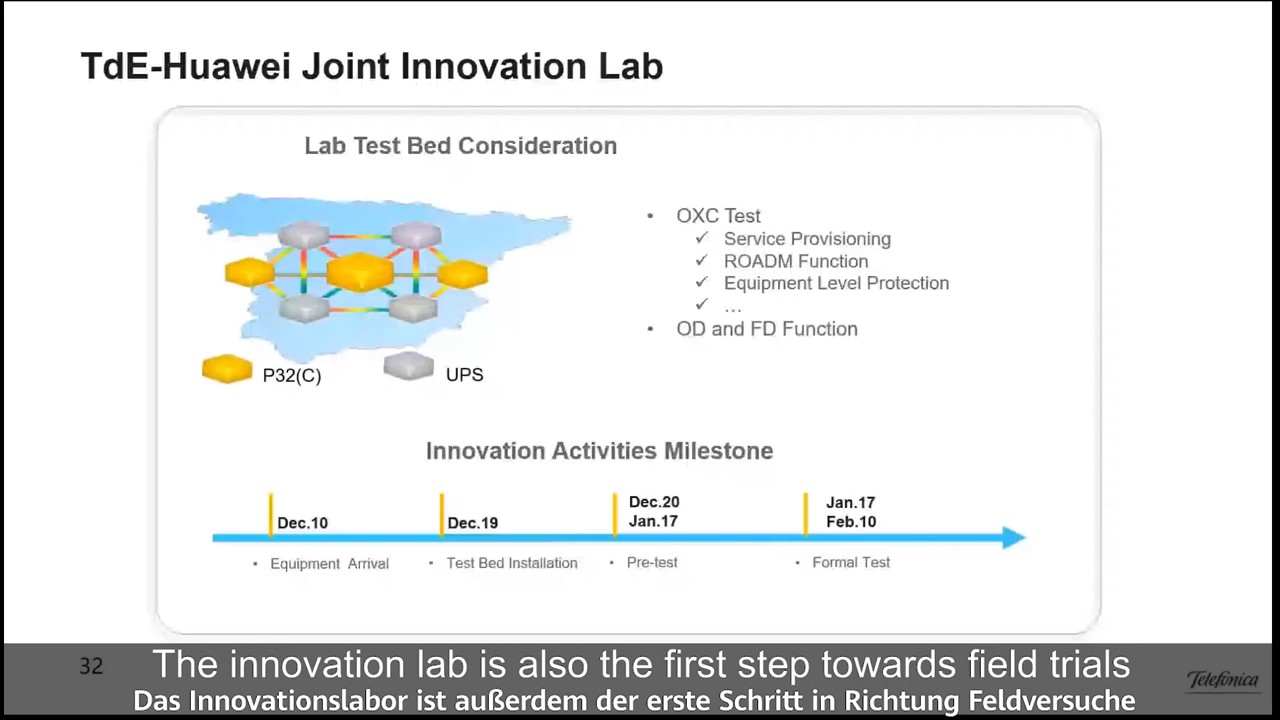 TdE-Huawei Joint Innovation Lab
Lab Test Bed Consideration
• OXC Test
✓ Service Provisioning
✓ ROADM Function
✓ Equipment Level Protection
✓ ...
• OD and FD Function
P32(C)
UPS
Innovation Activities Milestone
Dec.10
Dec.19
Dec.20
Jan.17
Jan.17
Feb.10
• Equipment Arrival
• Test Bed Installation
• Pre-test
• Formal Test
32
The innovation lab is also the first step towards field trials
Telefónica
Das Innovationslabor ist außerdem der erste Schritt in Richtung Feldversuche